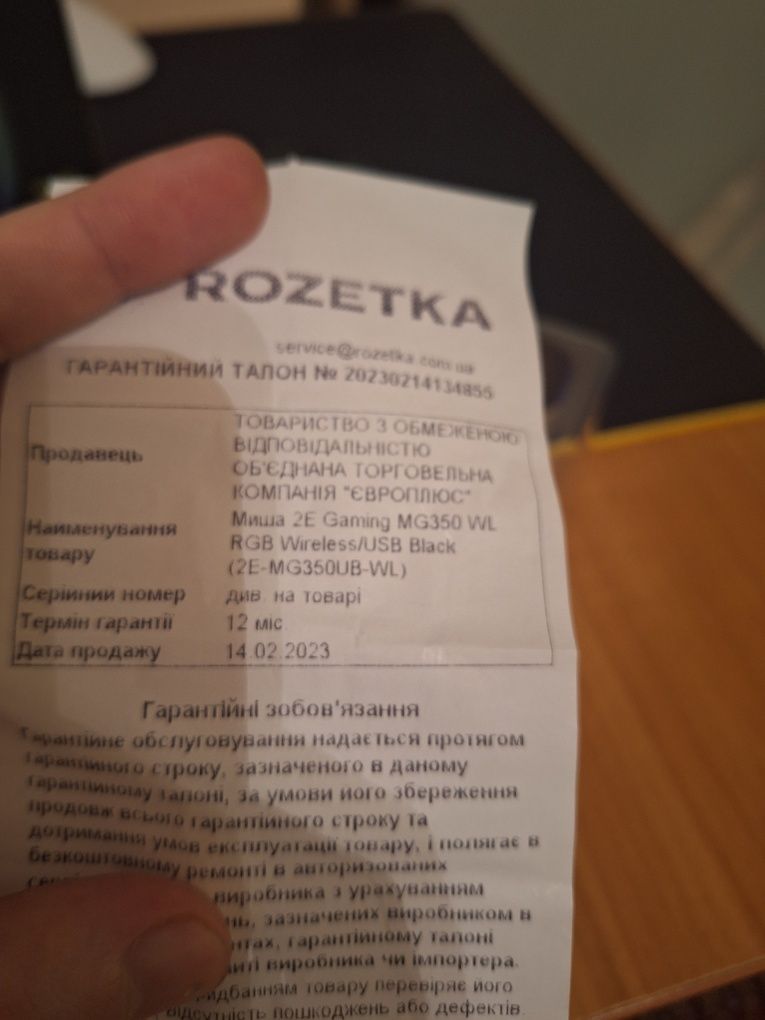 ROZETKA
service@rozetka.com.ua
ГАРАНТІЙНИЙ ТАЛОН № 20230214134855
Продавець
ТОВАРИСТВО З ОБМЕЖЕНОЮ
ВІДПОВІДАЛЬНІСТЮ
ОБ'ЄДНАНА ТОРГОВЕЛЬНА
КОМПАНІЯ "ЄВРОПЛЮС"
Найменування
товару
Миша 2E Gaming MG350 WL
RGB Wireless/USB Black
(2E-MG350UB-WL)
Серійний номер див. на товарі
Термін гарантії 12 міс
Дата продажу 14.02.2023
Гарантійні зобов'язання
Гарантійне обслуговування надається протягом
гарантійного строку, зазначеного в даному
гарантійному талоні, за умови його збереження
продовж всього гарантійного строку та
дотримання умов експлуатації товару, і полягає в
безкоштовному ремонті в авторизованих
виробника з урахуванням
зазначених виробником в
гарантійному талоні
виробника чи імпортера.
придбанням товару перевіряє його
відсутність пошкоджень або дефектів.